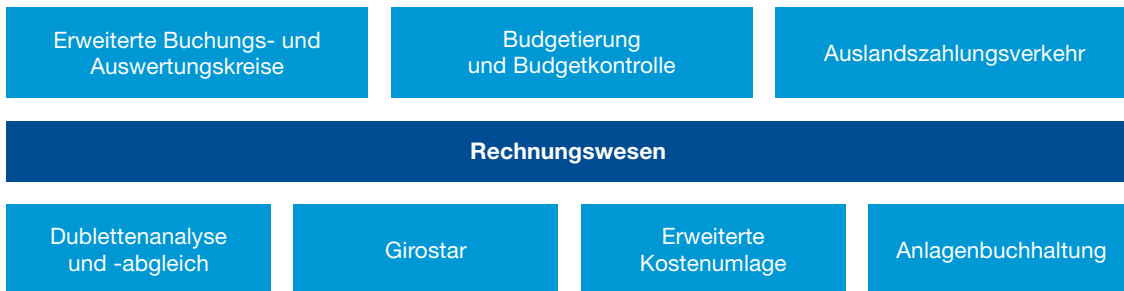 Erweiterte Buchungs- und
Auswertungskreise
Budgetierung
und Budgetkontrolle
Auslandszahlungsverkehr
Rechnungswesen
Dublettenanalyse
und -abgleich
Girostar
Erweiterte
Kostenumlage
Anlagenbuchhaltung